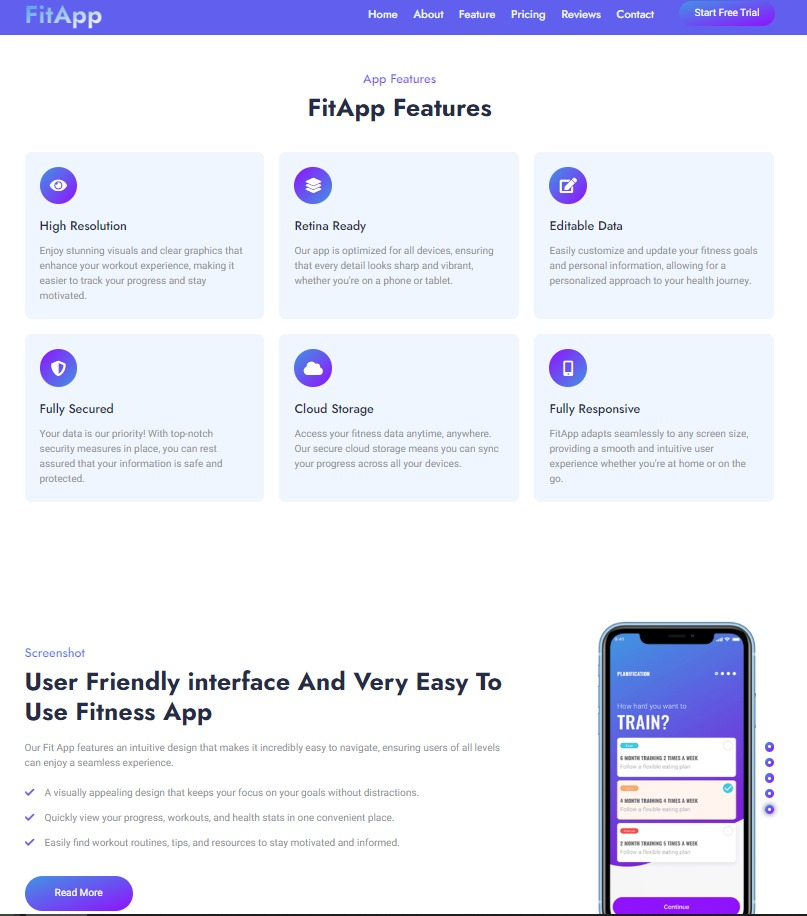 FitApp
Home About Feature Pricing Reviews Contact Start Free Trial
App Features
FitApp Features
High Resolution
Enjoy stunning visuals and clear graphics that
enhance your workout experience, making it
easier to track your progress and stay
motivated.
Retina Ready
Our app is optimized for all devices, ensuring
that every detail looks sharp and vibrant,
whether you're on a phone or tablet.
Editable Data
Easily customize and update your fitness goals
and personal information, allowing for a
personalized approach to your health journey.
Fully Secured
Your data is our priority! With top-notch
security measures in place, you can rest
assured that your information is safe and
protected.
Cloud Storage
Access your fitness data anytime, anywhere.
Our secure cloud storage means you can sync
your progress across all your devices.
Fully Responsive
FitApp adapts seamlessly to any screen size,
providing a smooth and intuitive user
experience whether you're at home or on the
go.
Screenshot
User Friendly interface And Very Easy To
Use Fitness App
Our Fit App features an intuitive design that makes it incredibly easy to navigate, ensuring users of all levels
can enjoy a seamless experience.
A visually appealing design that keeps your focus on your goals without distractions.
Quickly view your progress, workouts, and health stats in one convenient place.
Easily find workout routines, tips, and resources to stay motivated and informed.
Read More
PLANIFICATION
How hard you want to
TRAIN?
6 MONTH TRAINING 2 TIMES A WEEK
Follow a flexible eating plan
4 MONTH TRAINING 4 TIMES A WEEK
Follow a flexible eating plan
2 MONTH TRAINING 5 TIMES A WEEK
Follow a flexible eating plan
Continue